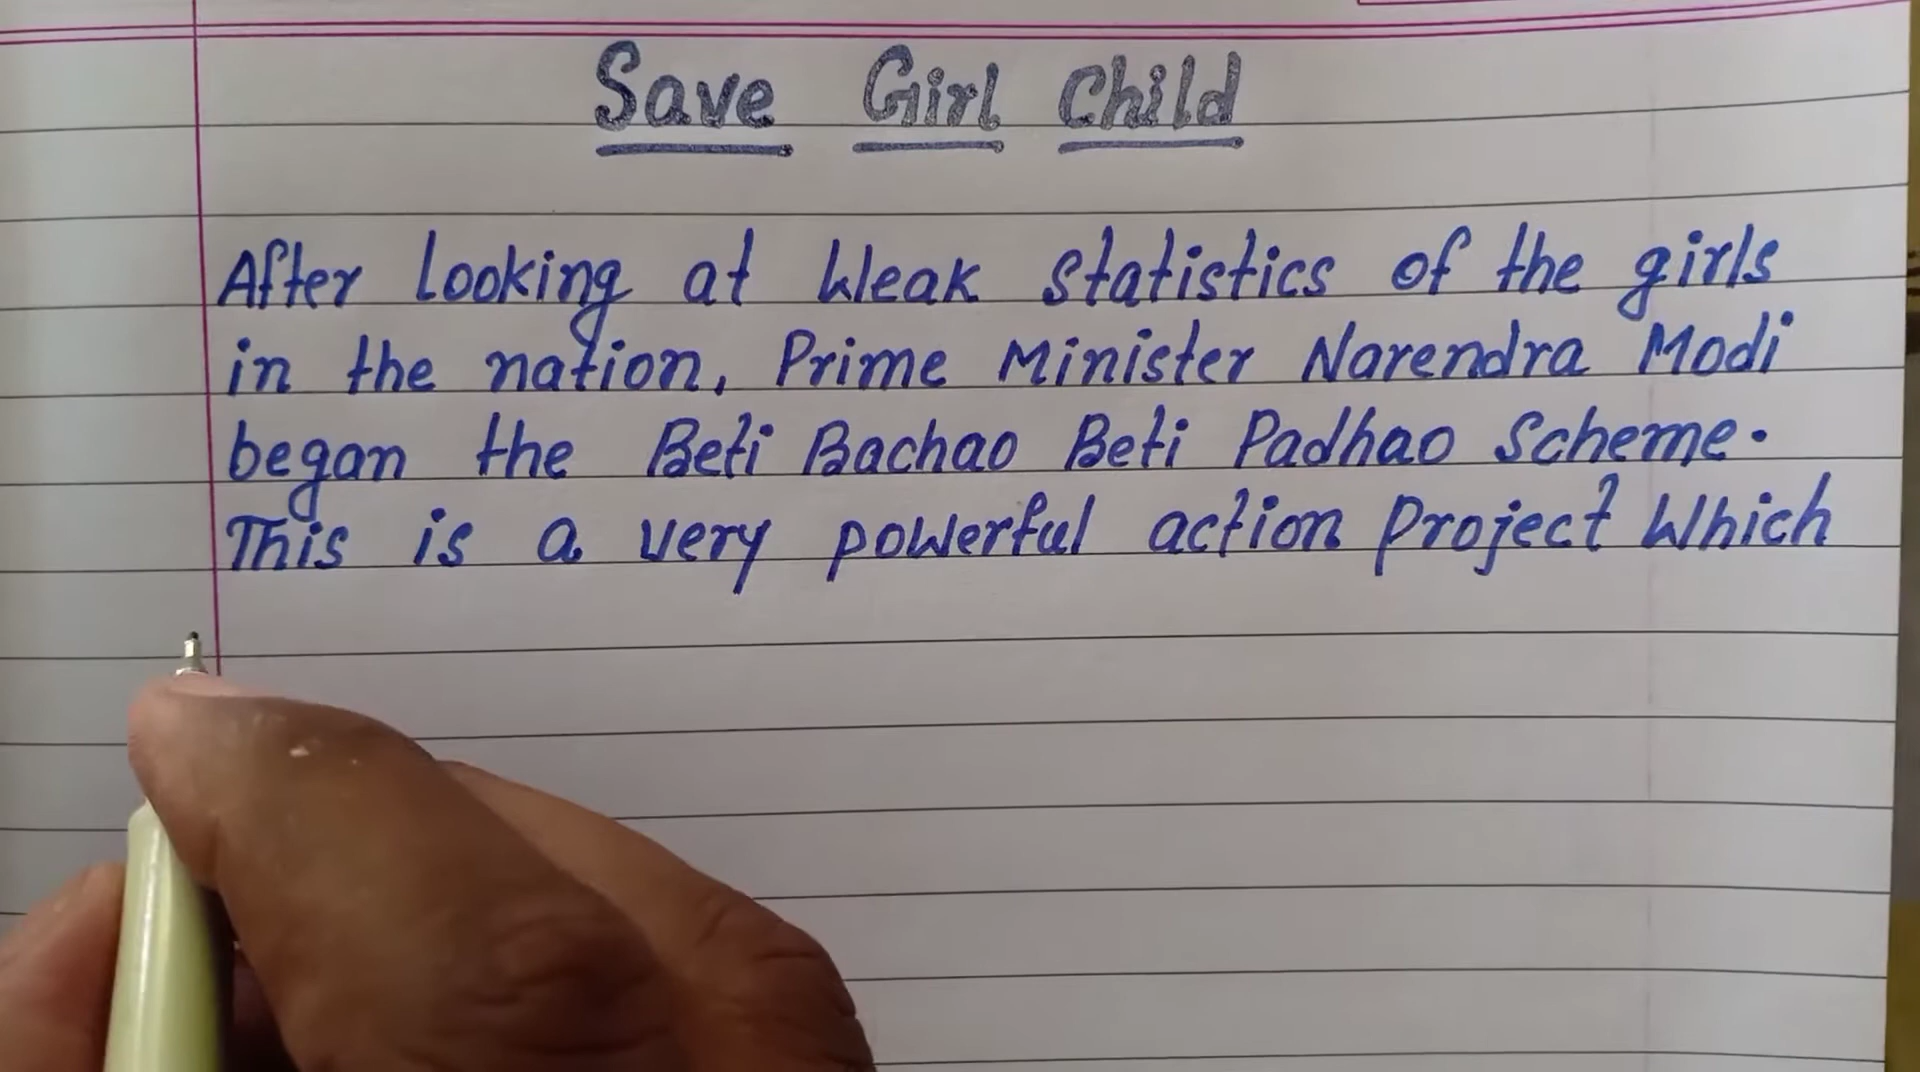 Save Girl Child
After looking at Weak Statistics of the girls
in the nation, Prime Minister Narendra Modi
began the Beti Bachao Beti Padhao Scheme.
This is a very powerful action Project Which